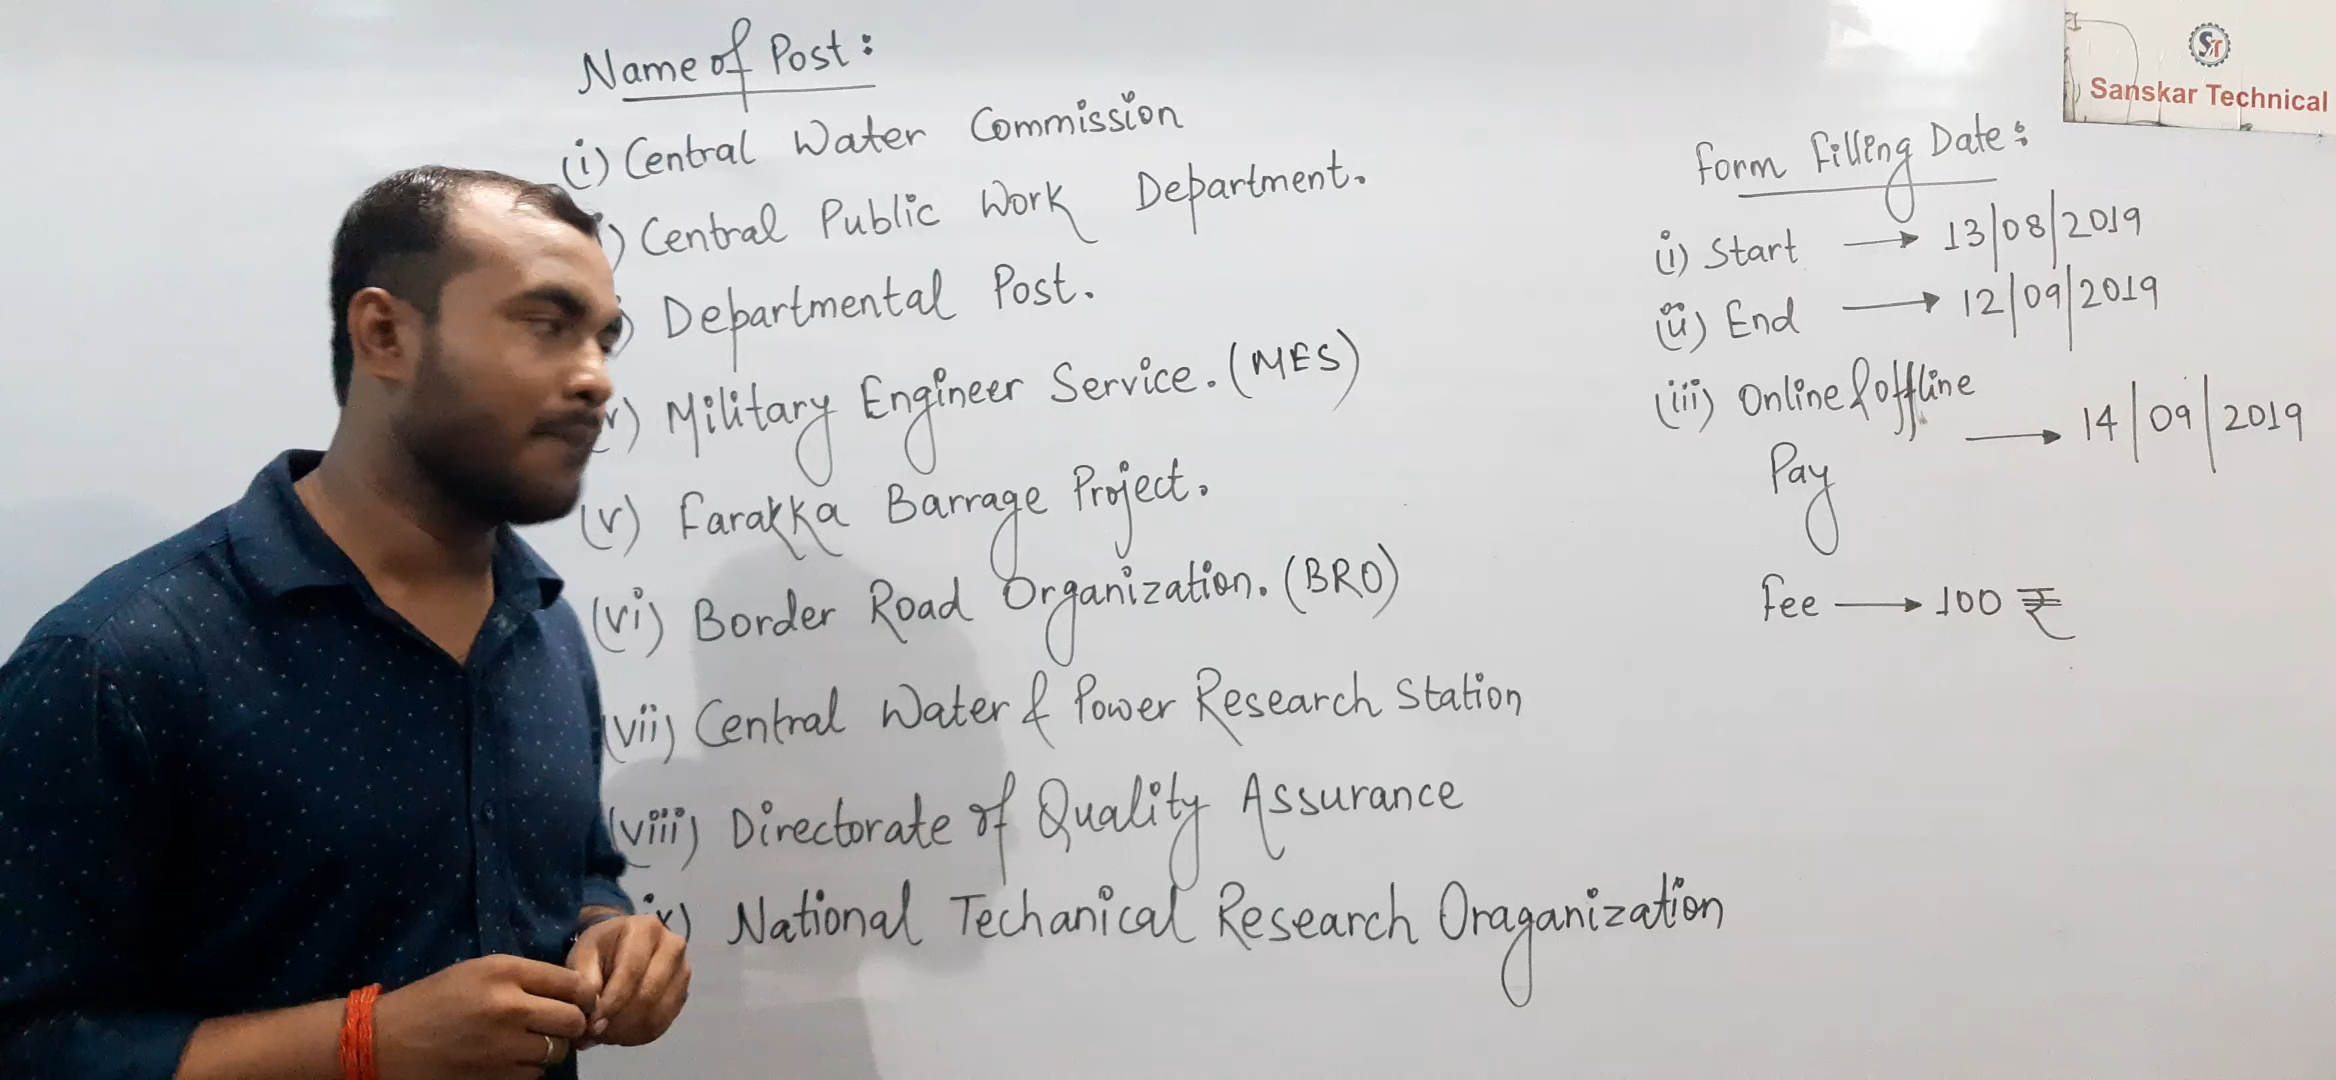 Name of Post :
(i) Central Water Commission
) Central Public Work Department.
) Departmental Post.
) Military Engineer Service. (MES)
(v) Farakka Barrage Project.
(vi) Border Road Organization. (BRO)
(vii) Central Water & Power Research Station
(viii) Directorate of Quality Assurance
ix) National Techanical Research Oraganization
Sanskar Technical
Form Filling Date :
(i) Start → 13/08/2019
(ii) End → 12/09/2019
(iii) Online & offline
Pay → 14/09/2019
Fee → 100 ₹